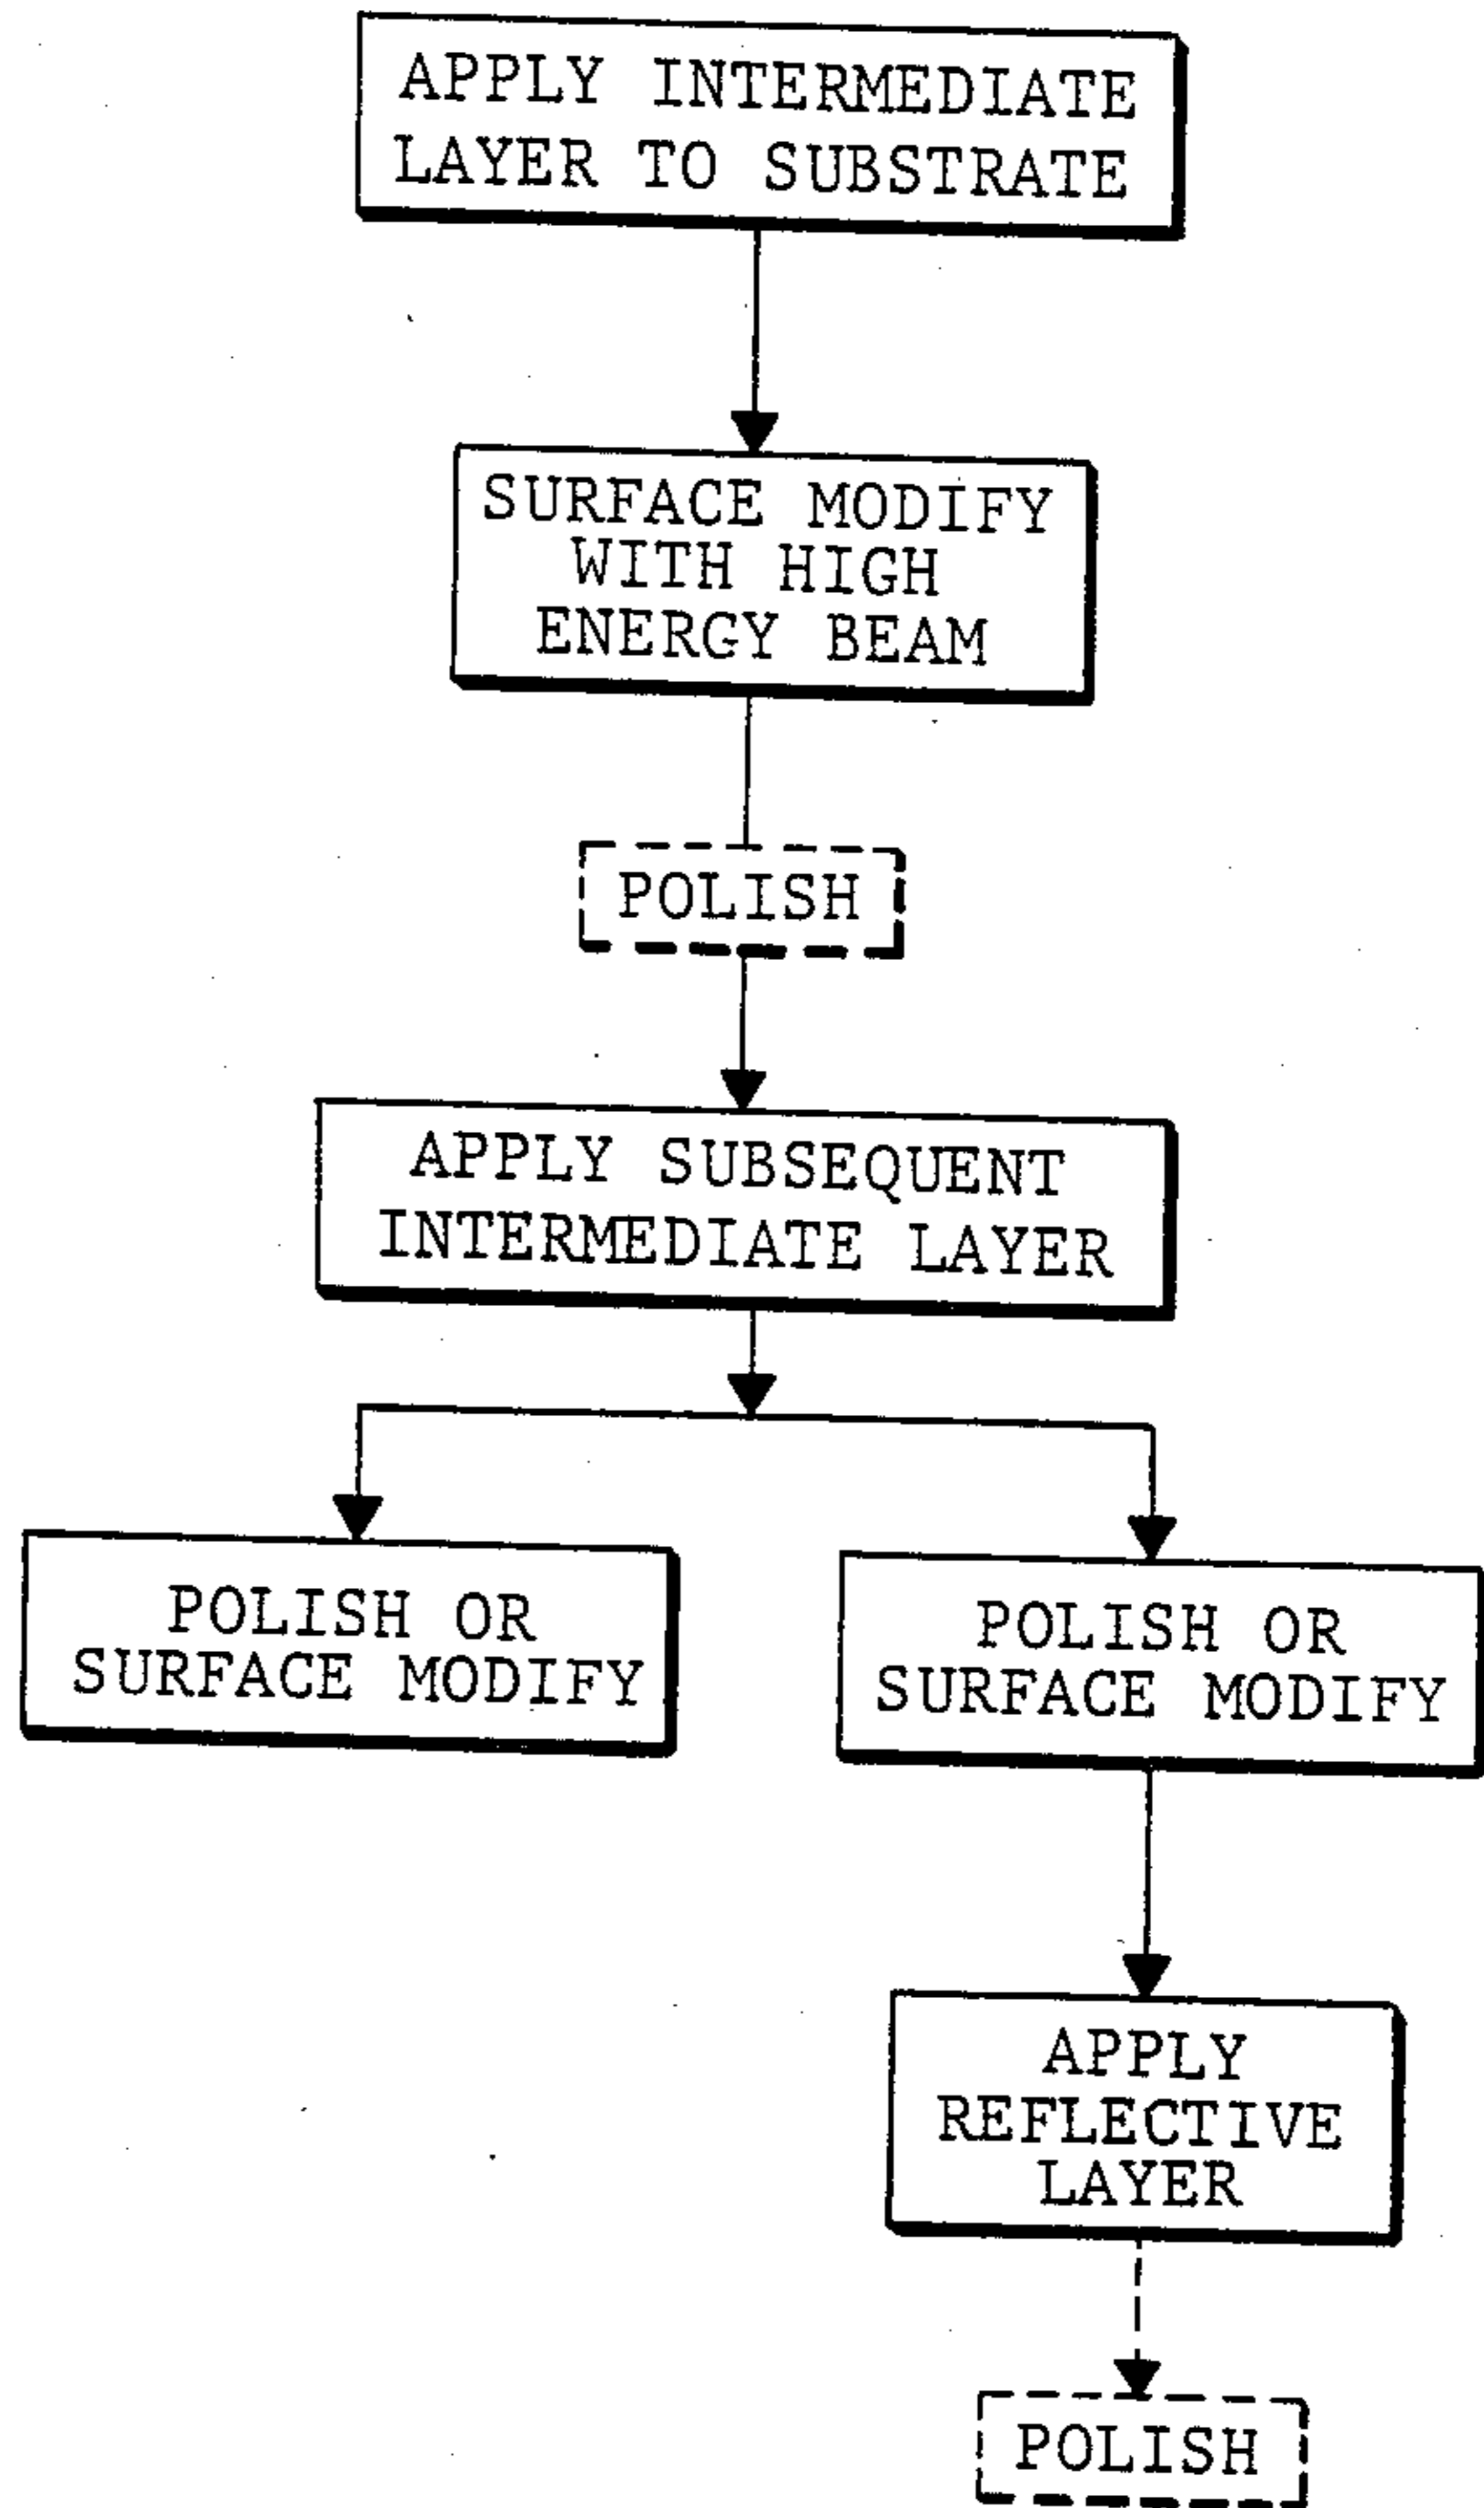 APPLY INTERMEDIATE
LAYER TO SUBSTRATE
SURFACE MODIFY
WITH HIGH
ENERGY BEAM
POLISH
APPLY SUBSEQUENT
INTERMEDIATE LAYER
POLISH OR
SURFACE MODIFY
POLISH OR
SURFACE MODIFY
APPLY
REFLECTIVE
LAYER
POLISH